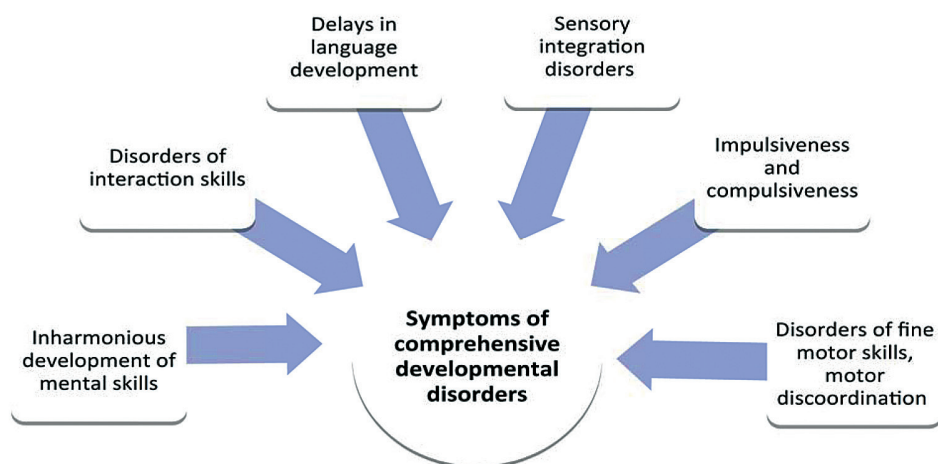 Delays in
language
development
Sensory
integration
disorders
Disorders of
interaction skills
Impulsiveness
and
compulsiveness
Inharmonious
development of
mental skills
Symptoms of
comprehensive
developmental
disorders
Disorders of fine
motor skills,
motor
discoordination